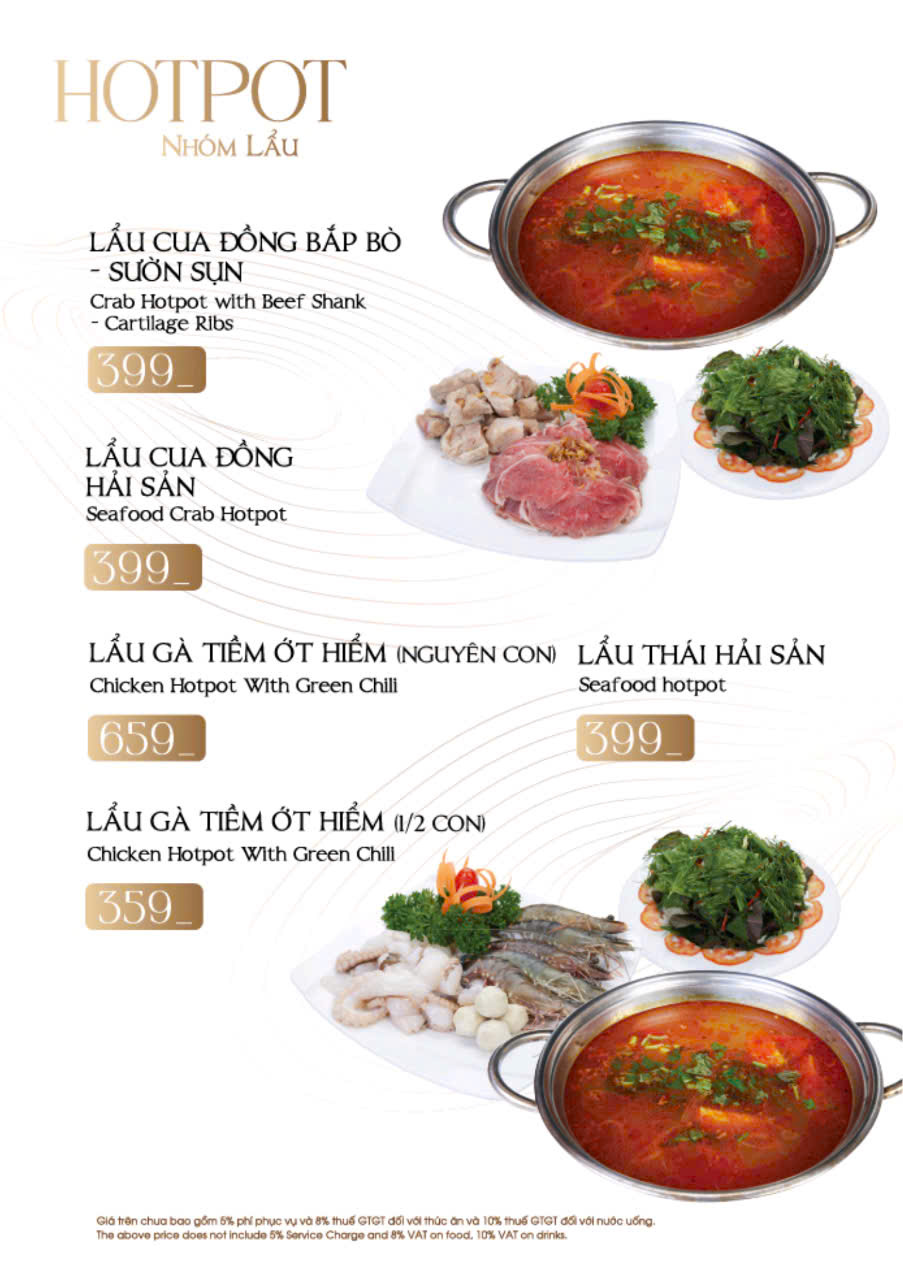 HOTPOT
NHÓM LẨU
LẨU CUA ĐỒNG BẮP BÒ
- SƯỜN SỤN
Crab Hotpot with Beef Shank
- Cartilage Ribs
399_
LẨU CUA ĐỒNG
HẢI SẢN
Seafood Crab Hotpot
399_
LẨU GÀ TIỀM ỚT HIỂM (NGUYÊN CON)
Chicken Hotpot With Green Chili
659_
LẨU THÁI HẢI SẢN
Seafood hotpot
399_
LẨU GÀ TIỀM ỚT HIỂM (1/2 CON)
Chicken Hotpot With Green Chili
359_
Giá trên chưa bao gồm 5% phí phục vụ và 8% thuế GTGT đối với thức ăn và 10% thuế GTGT đối với nước uống.
The above price does not include 5% Service Charge and 8% VAT on food, 10% VAT on drinks.